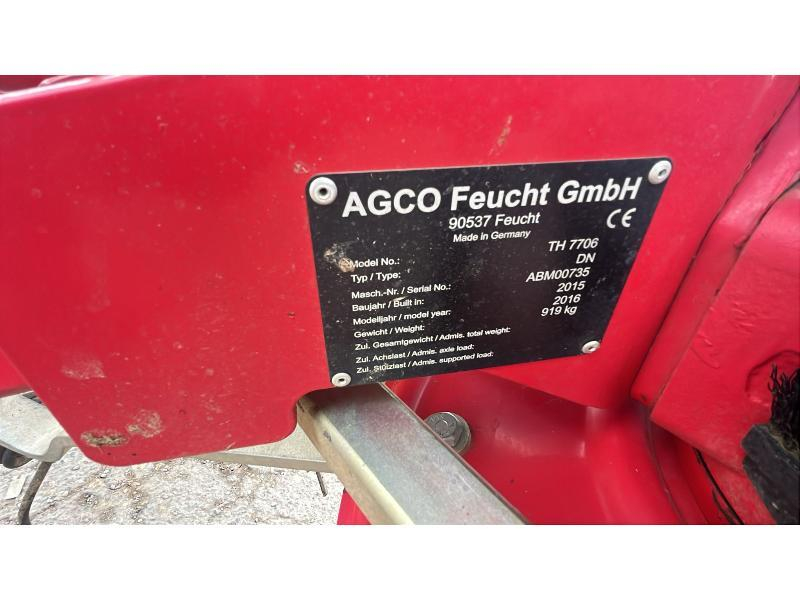 AGCO Feucht GmbH
90537 Feucht
Made in Germany
CE
Model No.: TH 7706
Typ / Type: DN
Masch.-Nr. / Serial No.: ABM00735
Baujahr / Built in: 2015
Modelljahr / model year: 2016
Gewicht / Weight: 919 kg
Zul. Gesamtgewicht / Admis. total weight:
Zul. Achslast / Admis. axle load:
Zul. Stützlast / Admis. supported load: